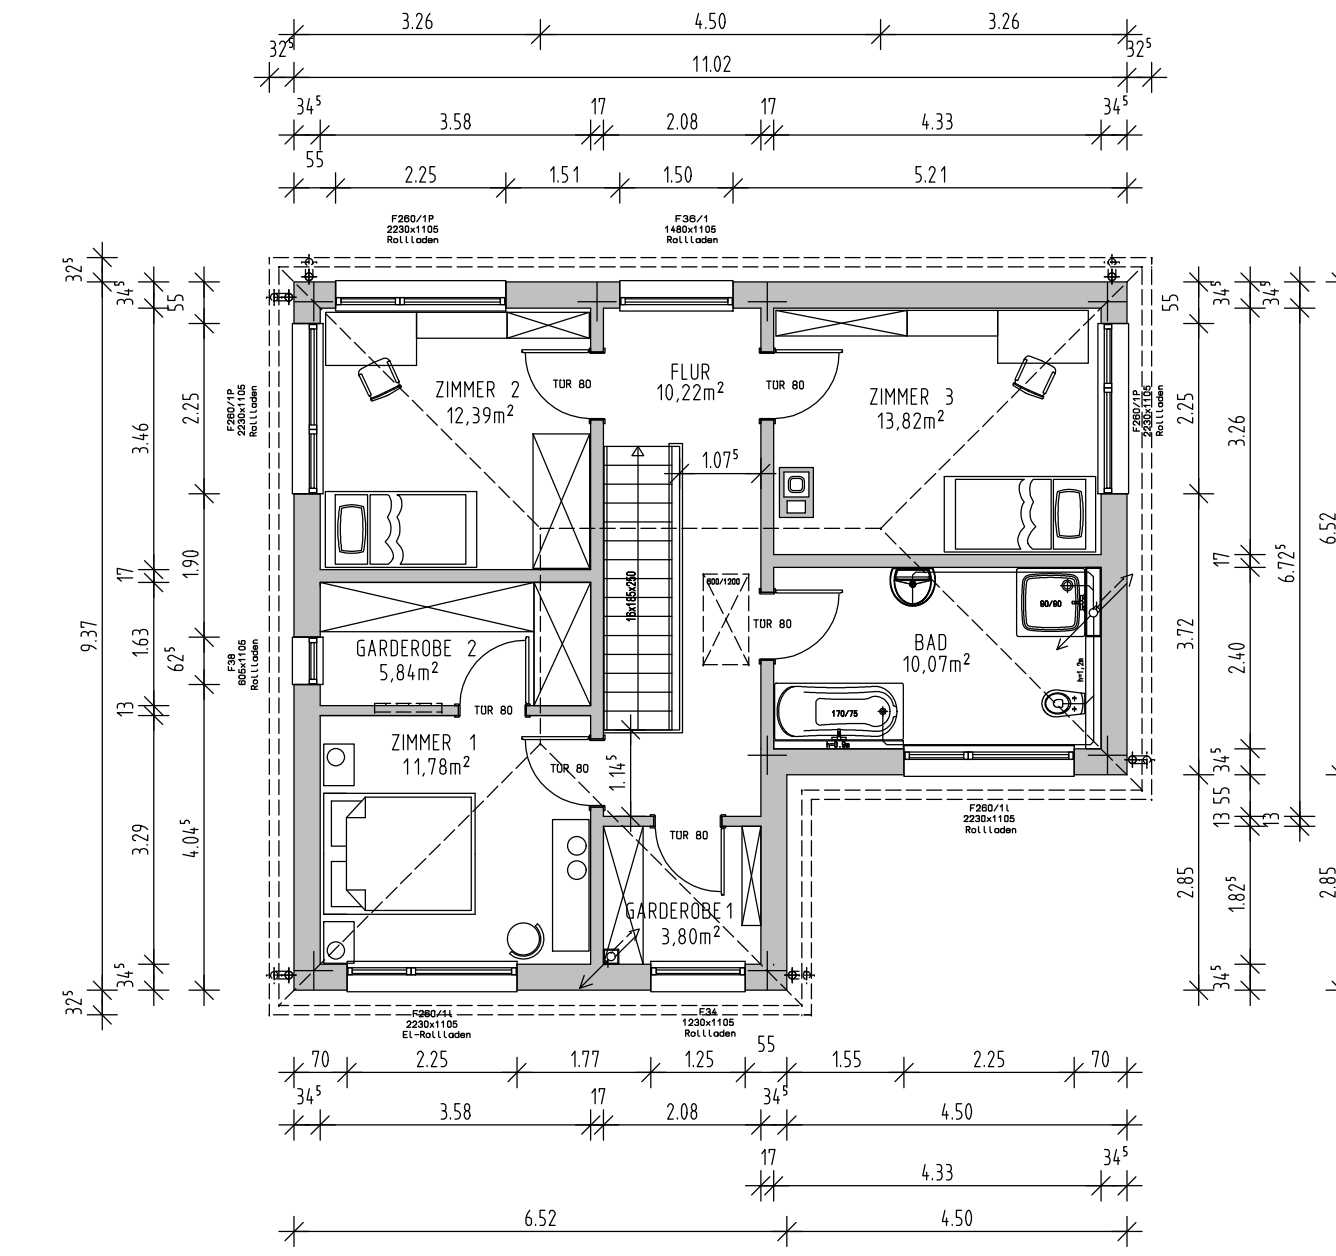 3.26 4.50 3.26
32⁵ 11.02 32⁵
34⁵ 3.58 17 2.08 17 4.33 34⁵
55 2.25 1.51 1.50 5.21
F260/1P
2230x1105
Rollladen
F36/1
1480x1105
Rollladen
32⁵
9.37
32⁵
34⁵
3.46
17
1.63
13
3.29
34⁵
55
2.25
1.90
62⁵
4.04⁵
F260/1P
2230x1105
Rollladen
F38
605x1105
Rollladen
ZIMMER 2
12,39m²
TÜR 80
FLUR
10,22m²
TÜR 80
ZIMMER 3
13,82m²
1.07⁵
16x185x250
600/1200
TÜR 80
BAD
10,07m²
90/90
h=1,2m
170/75
h=0.9m
GARDEROBE 2
5,84m²
TÜR 80
ZIMMER 1
11,78m²
TÜR 80
1.14⁵
TÜR 80
GARDEROBE 1
3,80m²
F260/1P
2230x1105
Rollladen
55
2.25
3.72
2.85
34⁵
3.26
17
2.40
34⁵
55
13
1.82⁵
34⁵
34⁵
6.72⁵
13
6.52
2.85
F260/1l
2230x1105
Rollladen
F260/1l
2230x1105
El-Rollladen
F34
1230x1105
Rollladen
70 2.25 1.77 1.25 55 1.55 2.25 70
34⁵ 3.58 17 2.08 34⁵ 4.50
17 4.33 34⁵
6.52 4.50